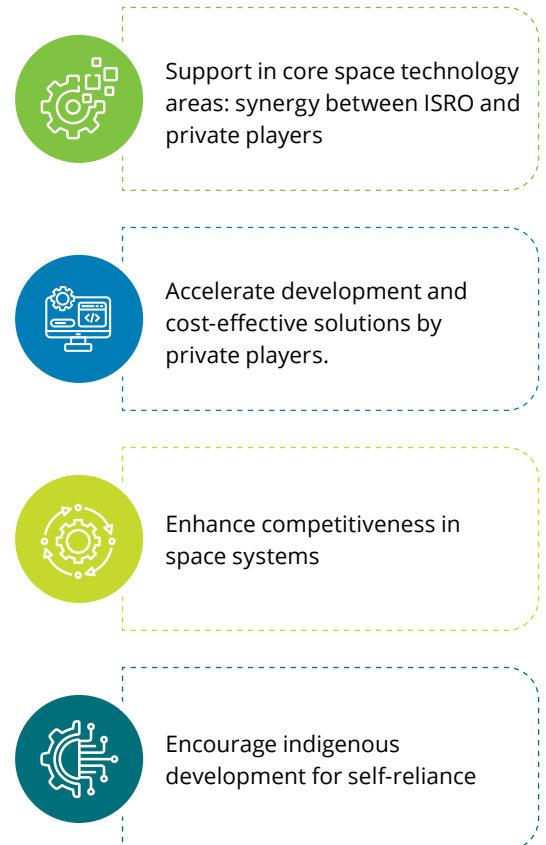 Support in core space technology
areas: synergy between ISRO and
private players
Accelerate development and
cost-effective solutions by
private players.
Enhance competitiveness in
space systems
Encourage indigenous
development for self-reliance